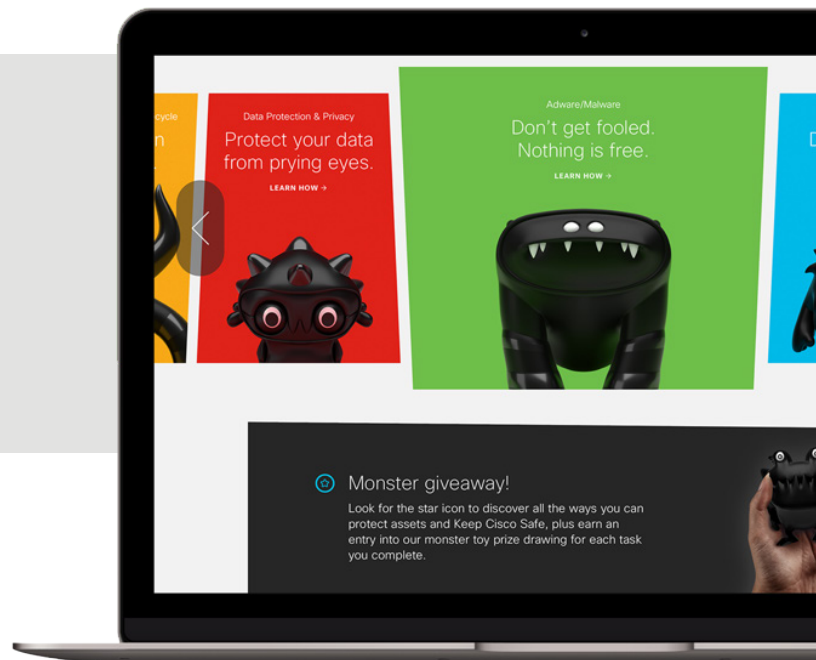 cycle
n
.
Data Protection & Privacy
Protect your data
from prying eyes.
LEARN HOW →
Adware/Malware
Don't get fooled.
Nothing is free.
LEARN HOW →
D
Monster giveaway!
Look for the star icon to discover all the ways you can
protect assets and Keep Cisco Safe, plus earn an
entry into our monster toy prize drawing for each task
you complete.